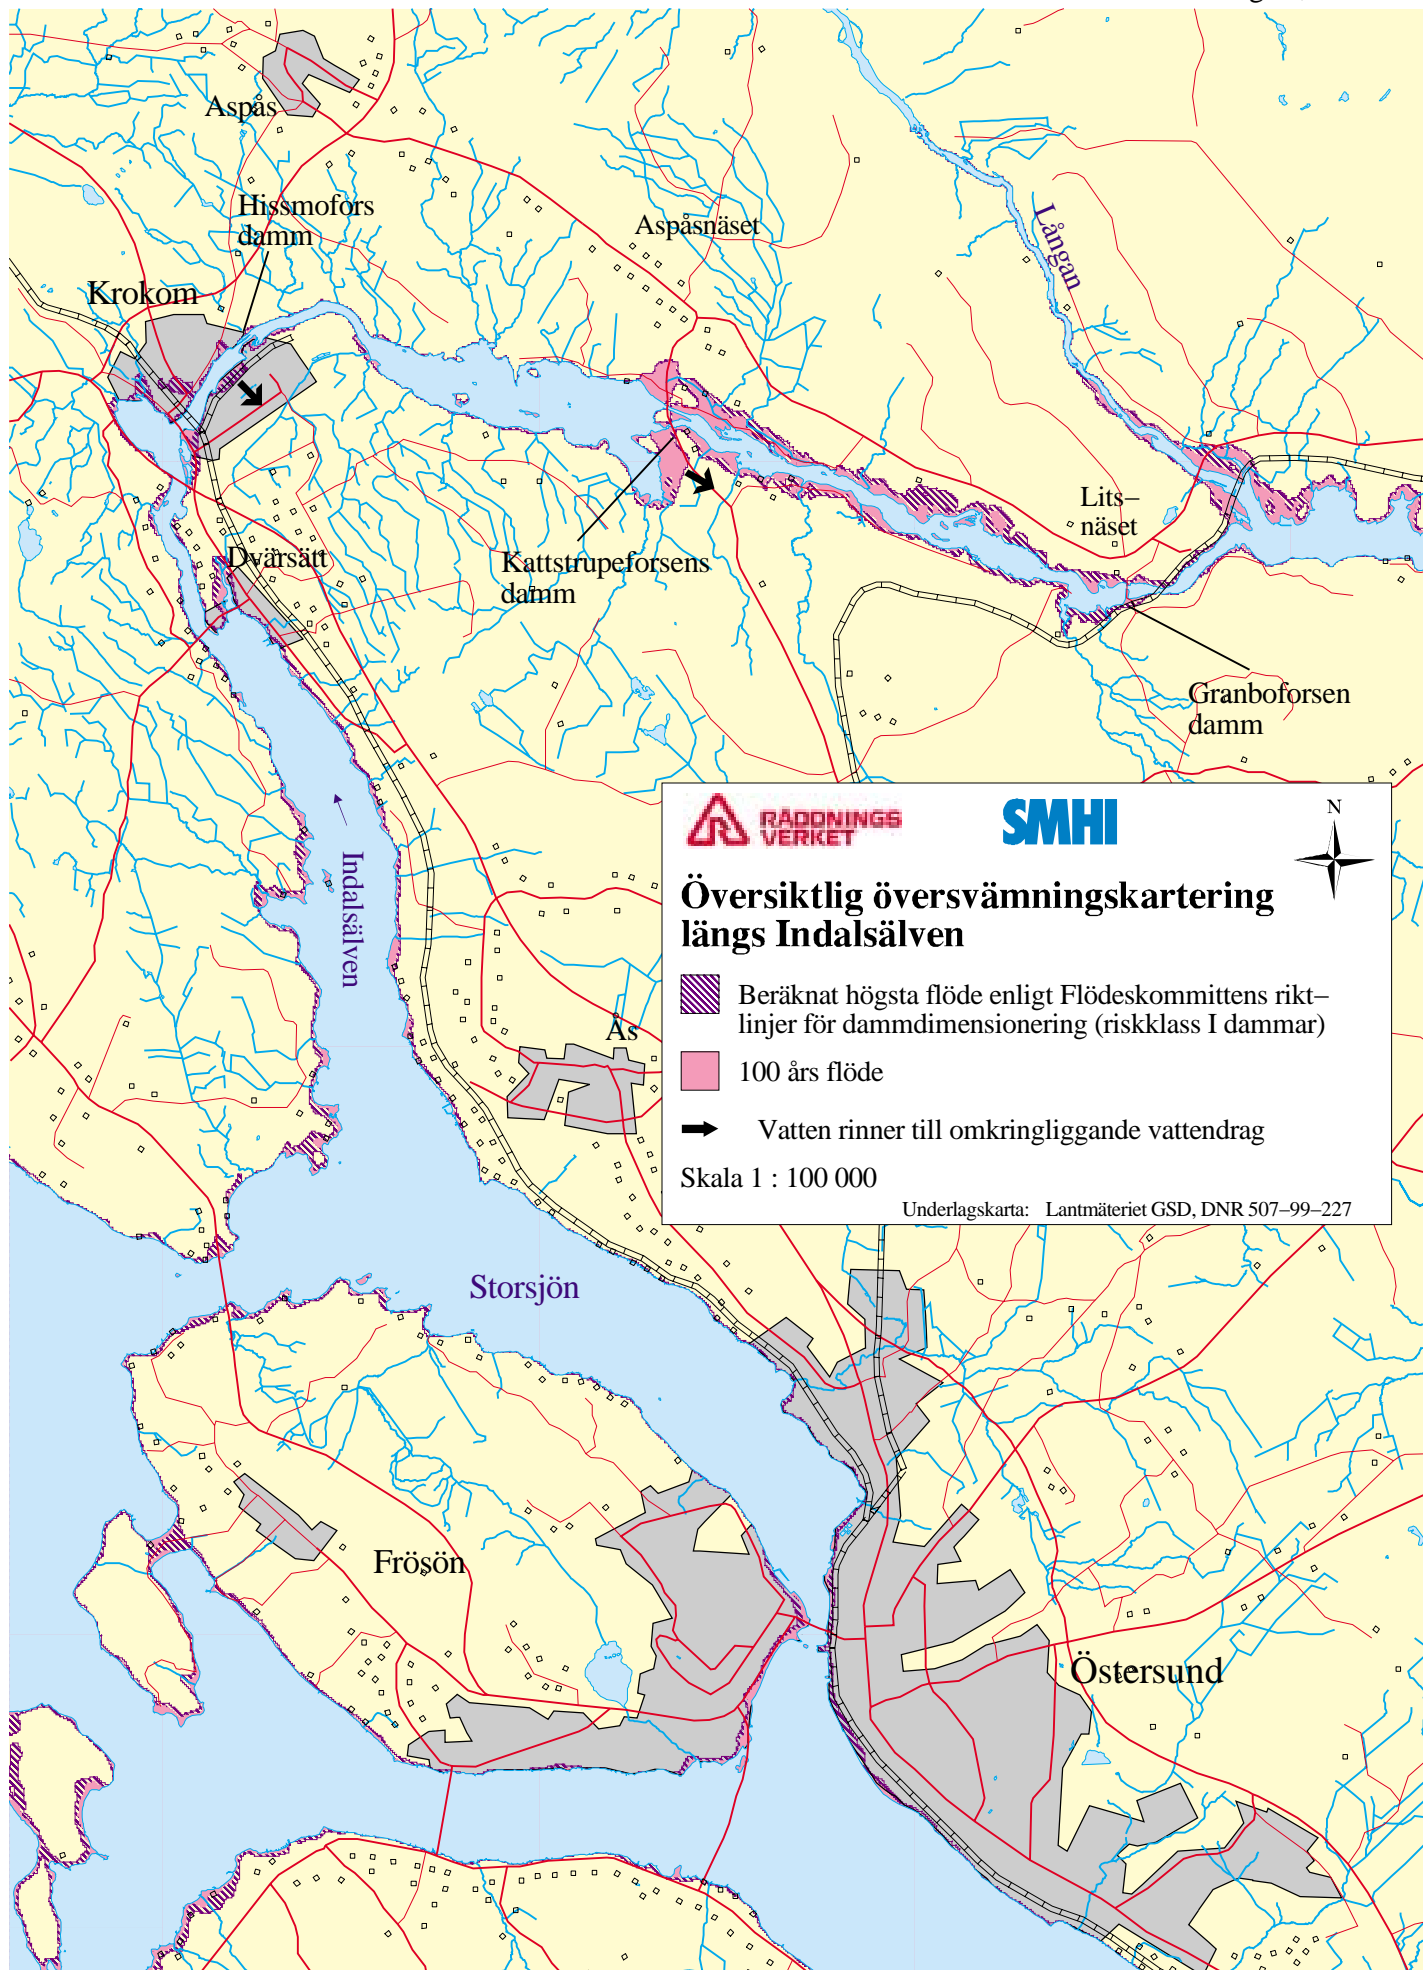 Aspås
Hissmofors
damm
Aspåsnäset
Långan
Krokom
Lits–
näset
Dvärsätt
Kattstrupeforsens
damm
Granboforsen
damm
Indalsälven
RÄDDNINGS
VERKET
SMHI
N
Översiktlig översvämningskartering
längs Indalsälven
Beräknat högsta flöde enligt Flödeskommittens rikt–
linjer för dammdimensionering (riskklass I dammar)
100 års flöde
Vatten rinner till omkringliggande vattendrag
Skala 1 : 100 000
Underlagskarta: Lantmäteriet GSD, DNR 507–99–227
Ås
Storsjön
Frösön
Östersund